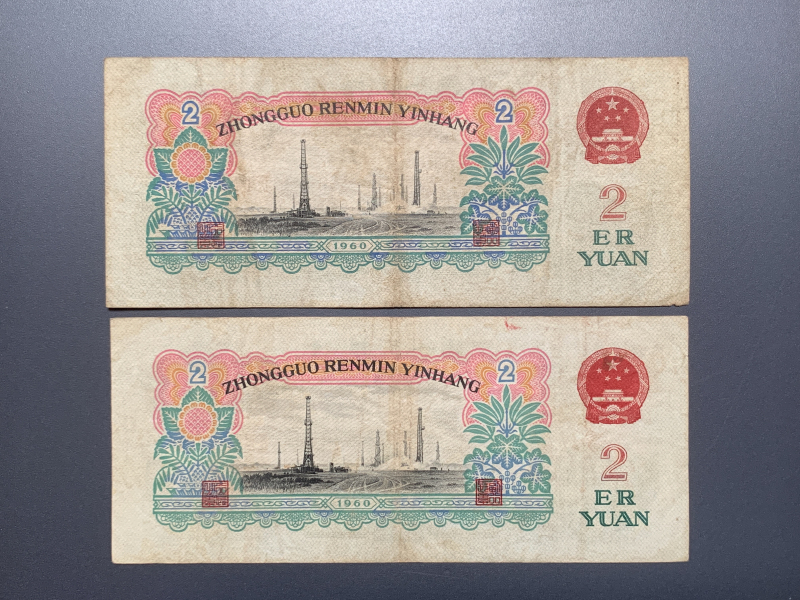 2 2
ZHONGGUO RENMIN YINHANG
2
ER
YUAN
1960
2 2
ZHONGGUO RENMIN YINHANG
2
ER
YUAN
1960